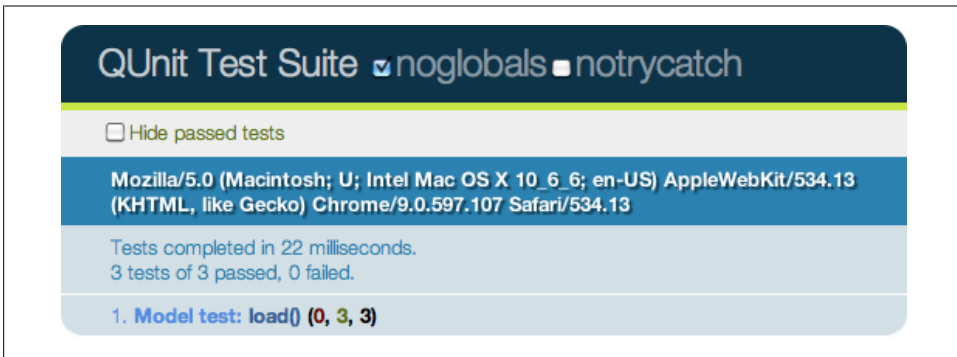 QUnit Test Suite noglobals notrycatch
Hide passed tests
Mozilla/5.0 (Macintosh; U; Intel Mac OS X 10_6_6; en-US) AppleWebKit/534.13
(KHTML, like Gecko) Chrome/9.0.597.107 Safari/534.13
Tests completed in 22 milliseconds.
3 tests of 3 passed, 0 failed.
1. Model test: load() (0, 3, 3)